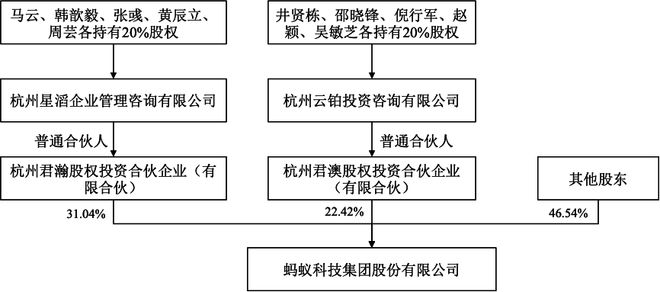 马云、韩歆毅、张彧、黄辰立、
周芸各持有20%股权
井贤栋、邵晓锋、倪行军、赵
颖、吴敏芝各持有20%股权
杭州星滔企业管理咨询有限公司
杭州云铂投资咨询有限公司
普通合伙人
普通合伙人
杭州君瀚股权投资合伙企业（有
限合伙）
杭州君澳股权投资合伙企业
（有限合伙）
其他股东
31.04%
22.42%
46.54%
蚂蚁科技集团股份有限公司